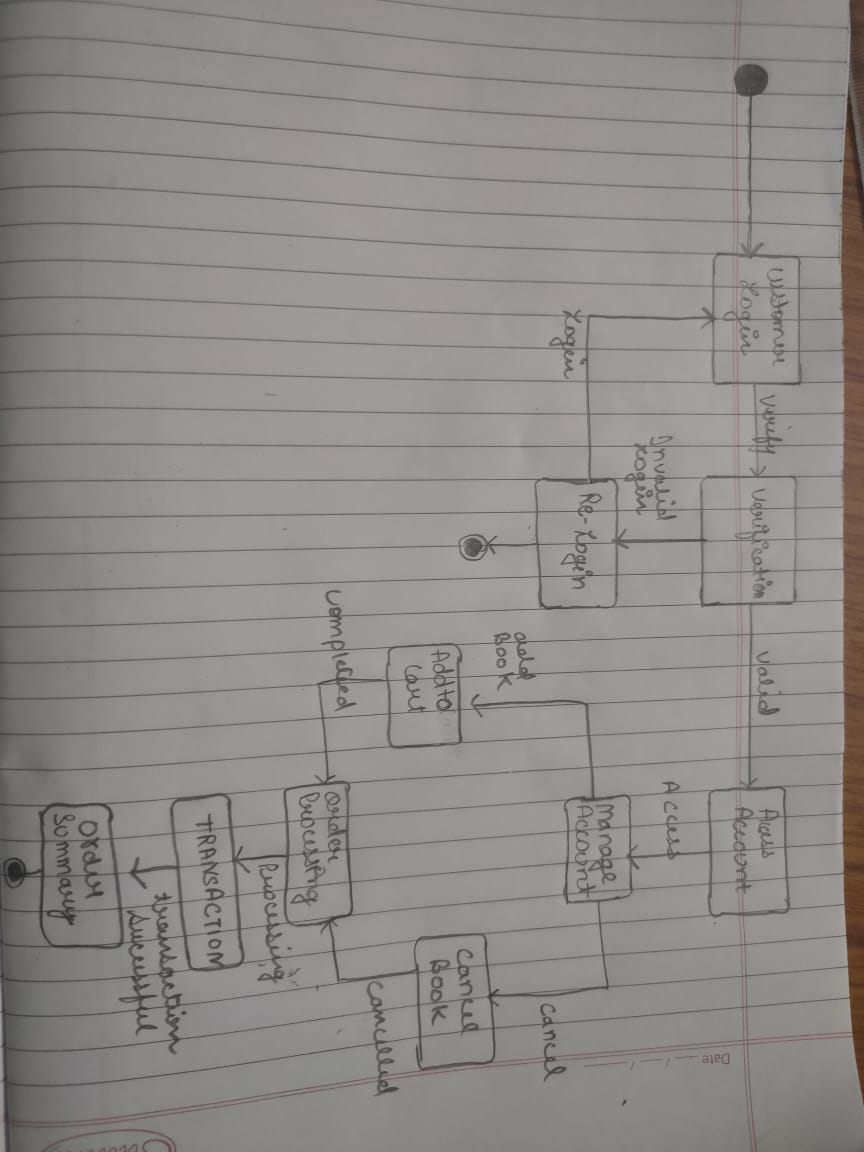 Customer
Login
verify
Verification
valid
Access
Account
Login
Invalid
Login
Re-Login
Access
Manage
Account
add
Book
Add to
Cart
cancel
Cancel
Book
completed
cancelled
Order
Processing
Processing
TRANSACTION
transaction
successful
Order
Summary
Date